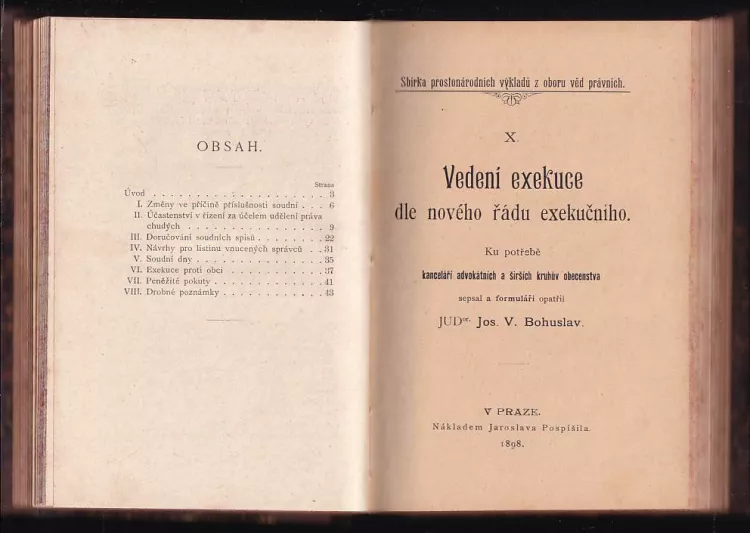 OBSAH.
Strana
Úvod . . . . . . . . . . . . . . . . . . . 3
I. Změny ve příčině příslušnosti soudní . . . 6
II. Účastenství v řízení za účelem udělení práva
chudých . . . . . . . . . . . . . . . . 9
III. Doručování soudních spisů . . . . . . . . 22
IV. Návrhy pro listinu vnucených správců . . . 31
V. Soudní dny . . . . . . . . . . . . . . 35
VI. Exekuce proti obci . . . . . . . . . . . 37
VII. Peněžité pokuty . . . . . . . . . . . . 41
VIII. Drobné poznámky . . . . . . . . . . . 43
Sbírka prostonárodních výkladů z oboru věd právních.
X.
Vedení exekuce
dle nového řádu exekučního.
Ku potřebě
kanceláří advokátních a širších kruhův obecenstva
sepsal a formuláři opatřil
JUDor. Jos. V. Bohuslav.
V PRAZE.
Nákladem Jaroslava Pospíšila.
1898.